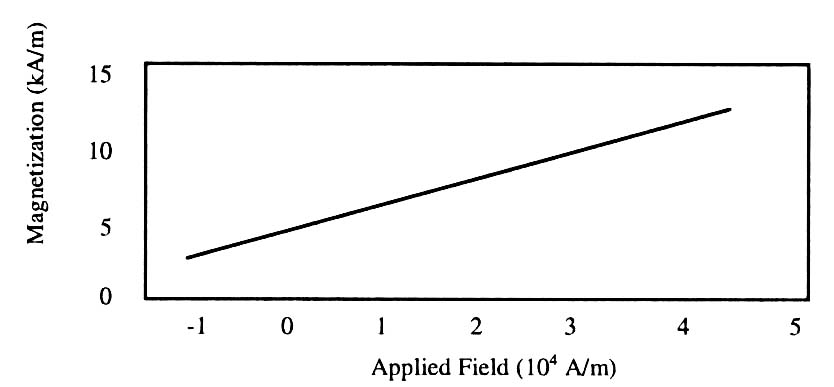 Magnetization (kA/m)
15
10
5
0
-1 0 1 2 3 4 5
Applied Field (10⁴ A/m)